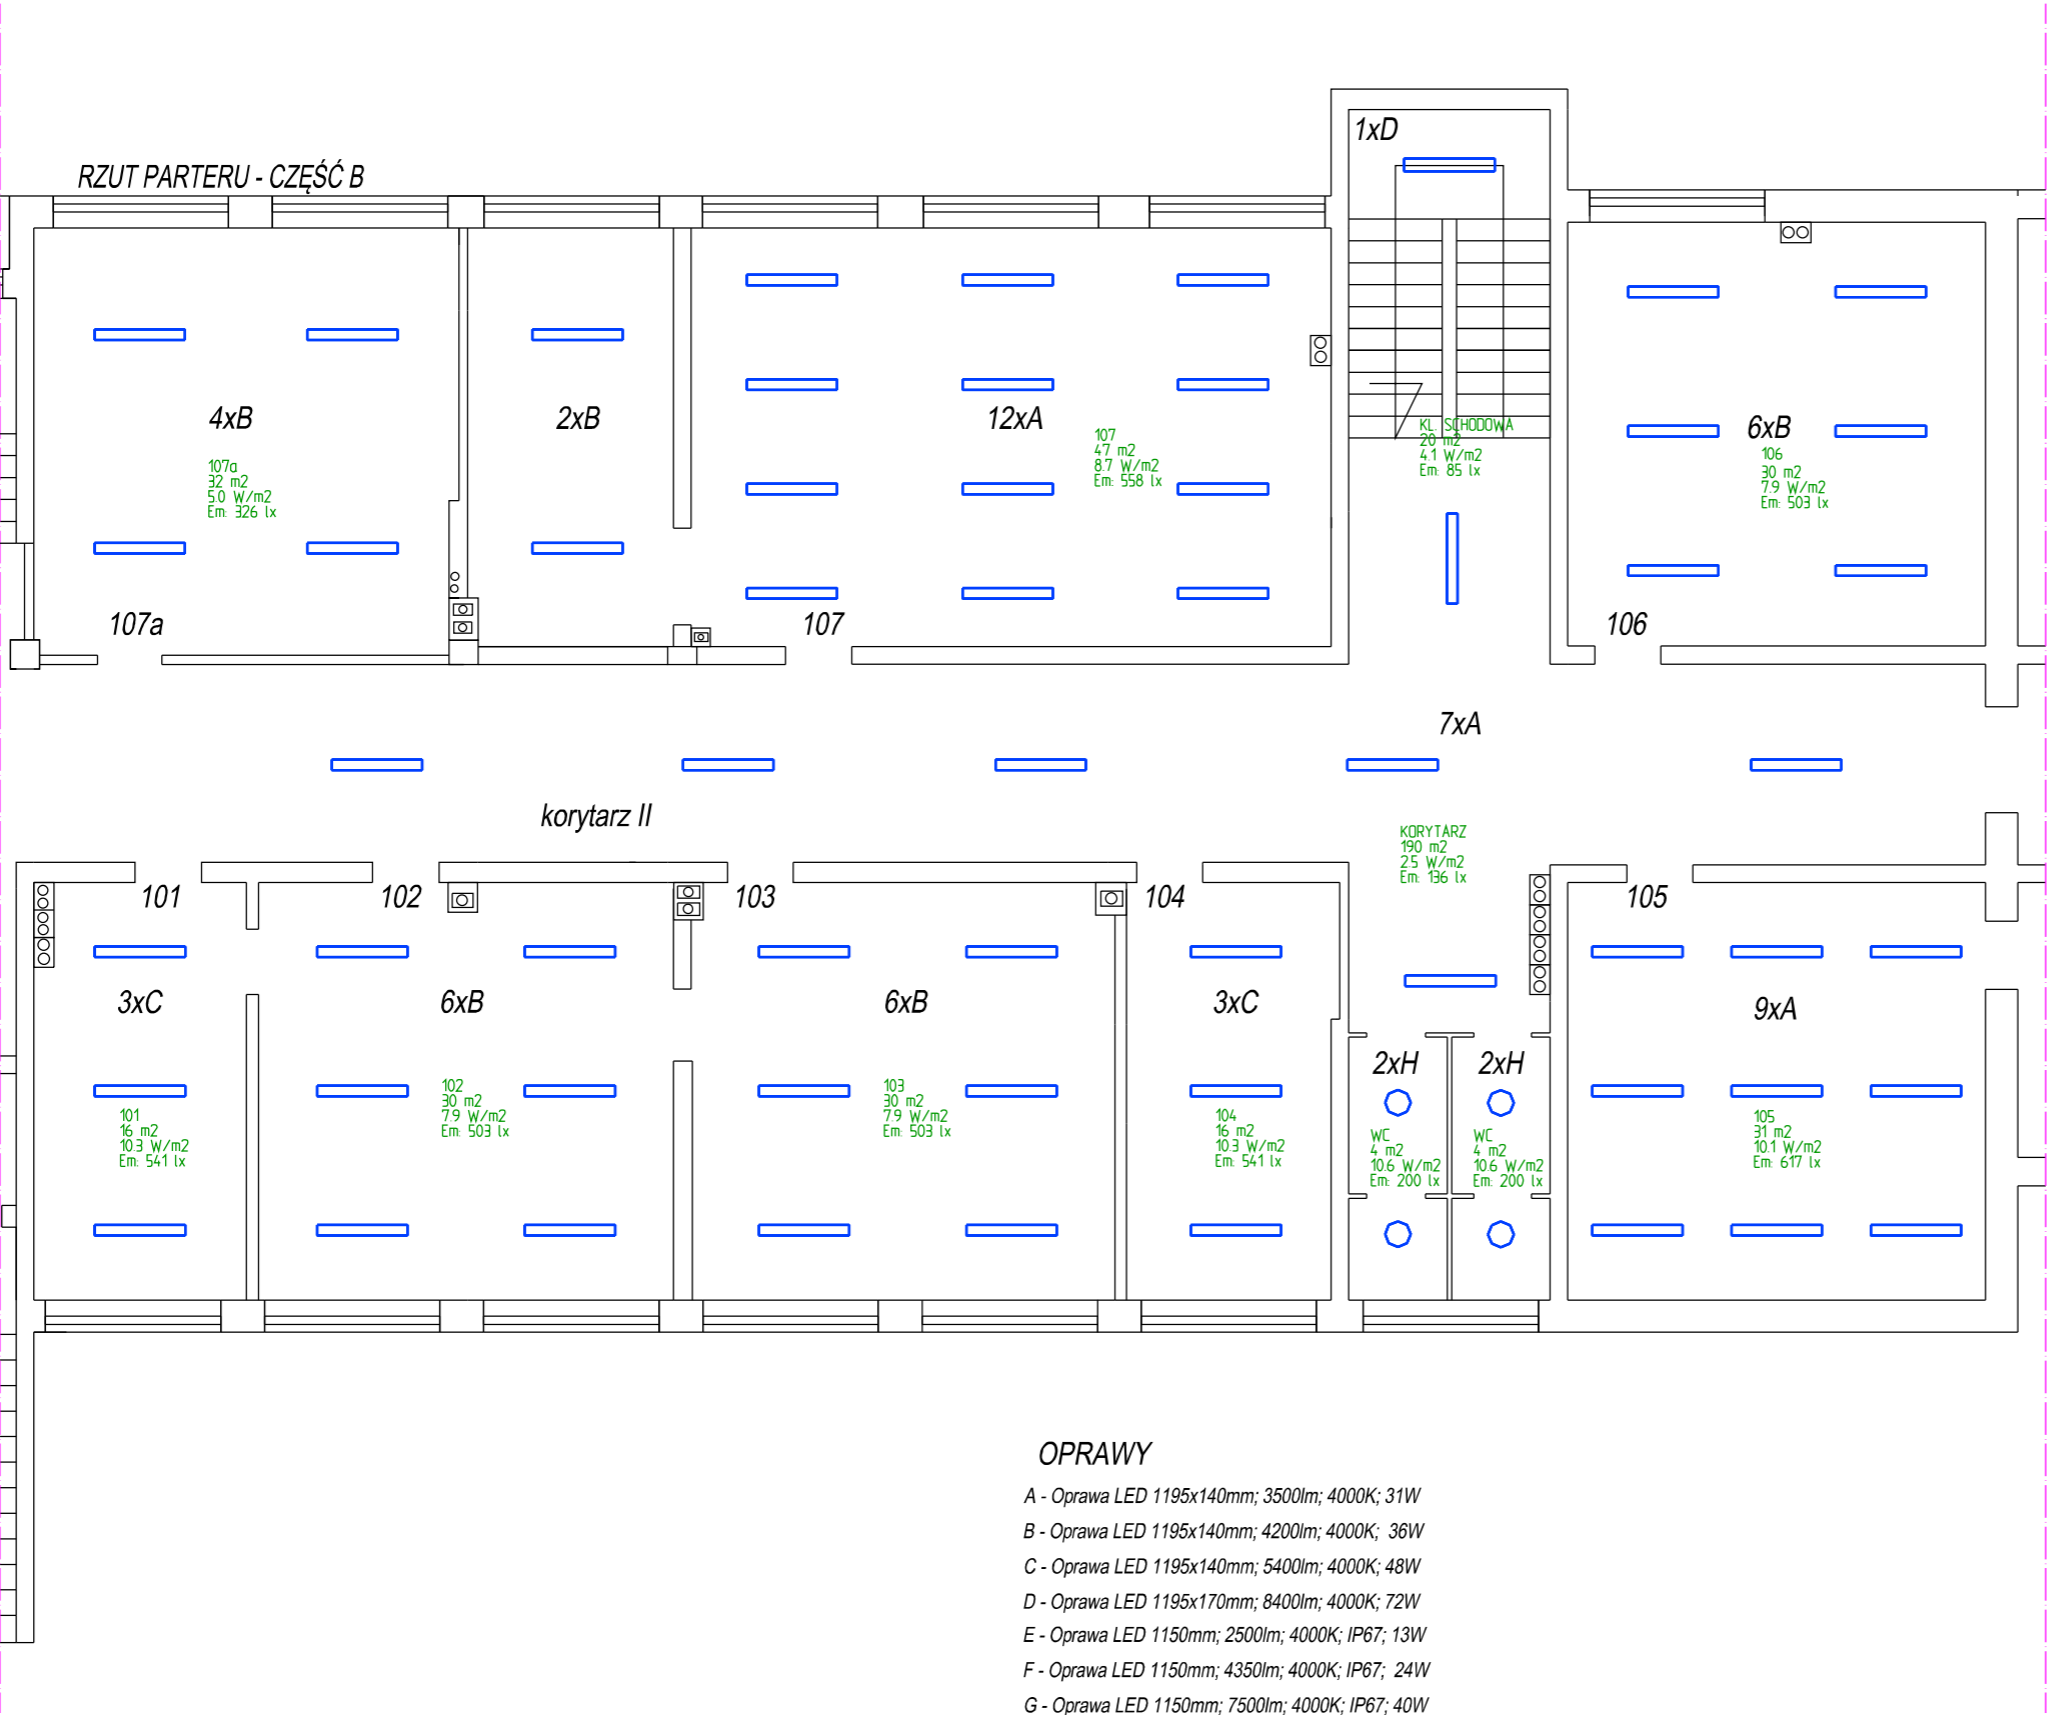 1xD
RZUT PARTERU - CZĘŚĆ B
4xB
2xB
12xA
6xB
107a
32 m2
5.0 W/m2
Em: 326 lx
107
47 m2
8.7 W/m2
Em: 558 lx
KL. SCHODOWA
20 m2
4.1 W/m2
Em: 85 lx
106
30 m2
7.9 W/m2
Em: 503 lx
107a
107
106
7xA
korytarz II
KORYTARZ
190 m2
2.5 W/m2
Em: 136 lx
101
102
103
104
105
3xC
6xB
6xB
3xC
9xA
2xH
2xH
101
16 m2
10.3 W/m2
Em: 541 lx
102
30 m2
7.9 W/m2
Em: 503 lx
103
30 m2
7.9 W/m2
Em: 503 lx
104
16 m2
10.3 W/m2
Em: 541 lx
WC
4 m2
10.6 W/m2
Em: 200 lx
WC
4 m2
10.6 W/m2
Em: 200 lx
105
31 m2
10.1 W/m2
Em: 617 lx
OPRAWY
A - Oprawa LED 1195x140mm; 3500lm; 4000K; 31W
B - Oprawa LED 1195x140mm; 4200lm; 4000K; 36W
C - Oprawa LED 1195x140mm; 5400lm; 4000K; 48W
D - Oprawa LED 1195x170mm; 8400lm; 4000K; 72W
E - Oprawa LED 1150mm; 2500lm; 4000K; IP67; 13W
F - Oprawa LED 1150mm; 4350lm; 4000K; IP67; 24W
G - Oprawa LED 1150mm; 7500lm; 4000K; IP67; 40W